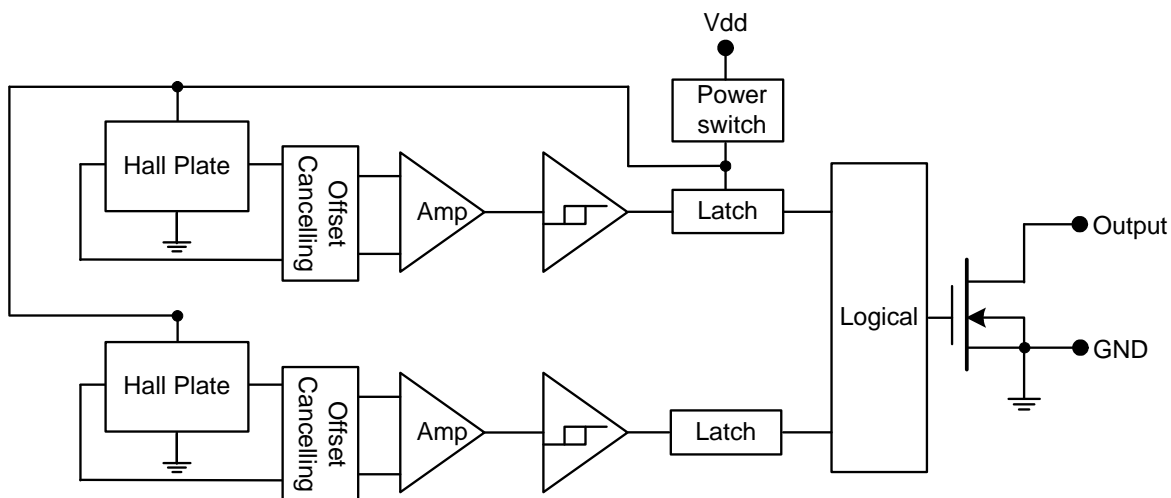 Vdd
Power
switch
Hall Plate
Offset
Cancelling
Amp
Latch
Output
Logical
GND
Hall Plate
Offset
Cancelling
Amp
Latch